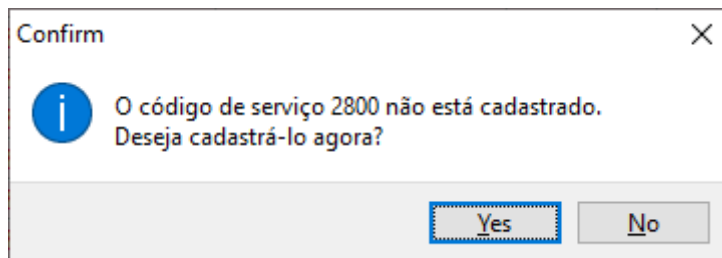 Confirm
O código de serviço 2800 não está cadastrado.
Deseja cadastrá-lo agora?
Yes
No